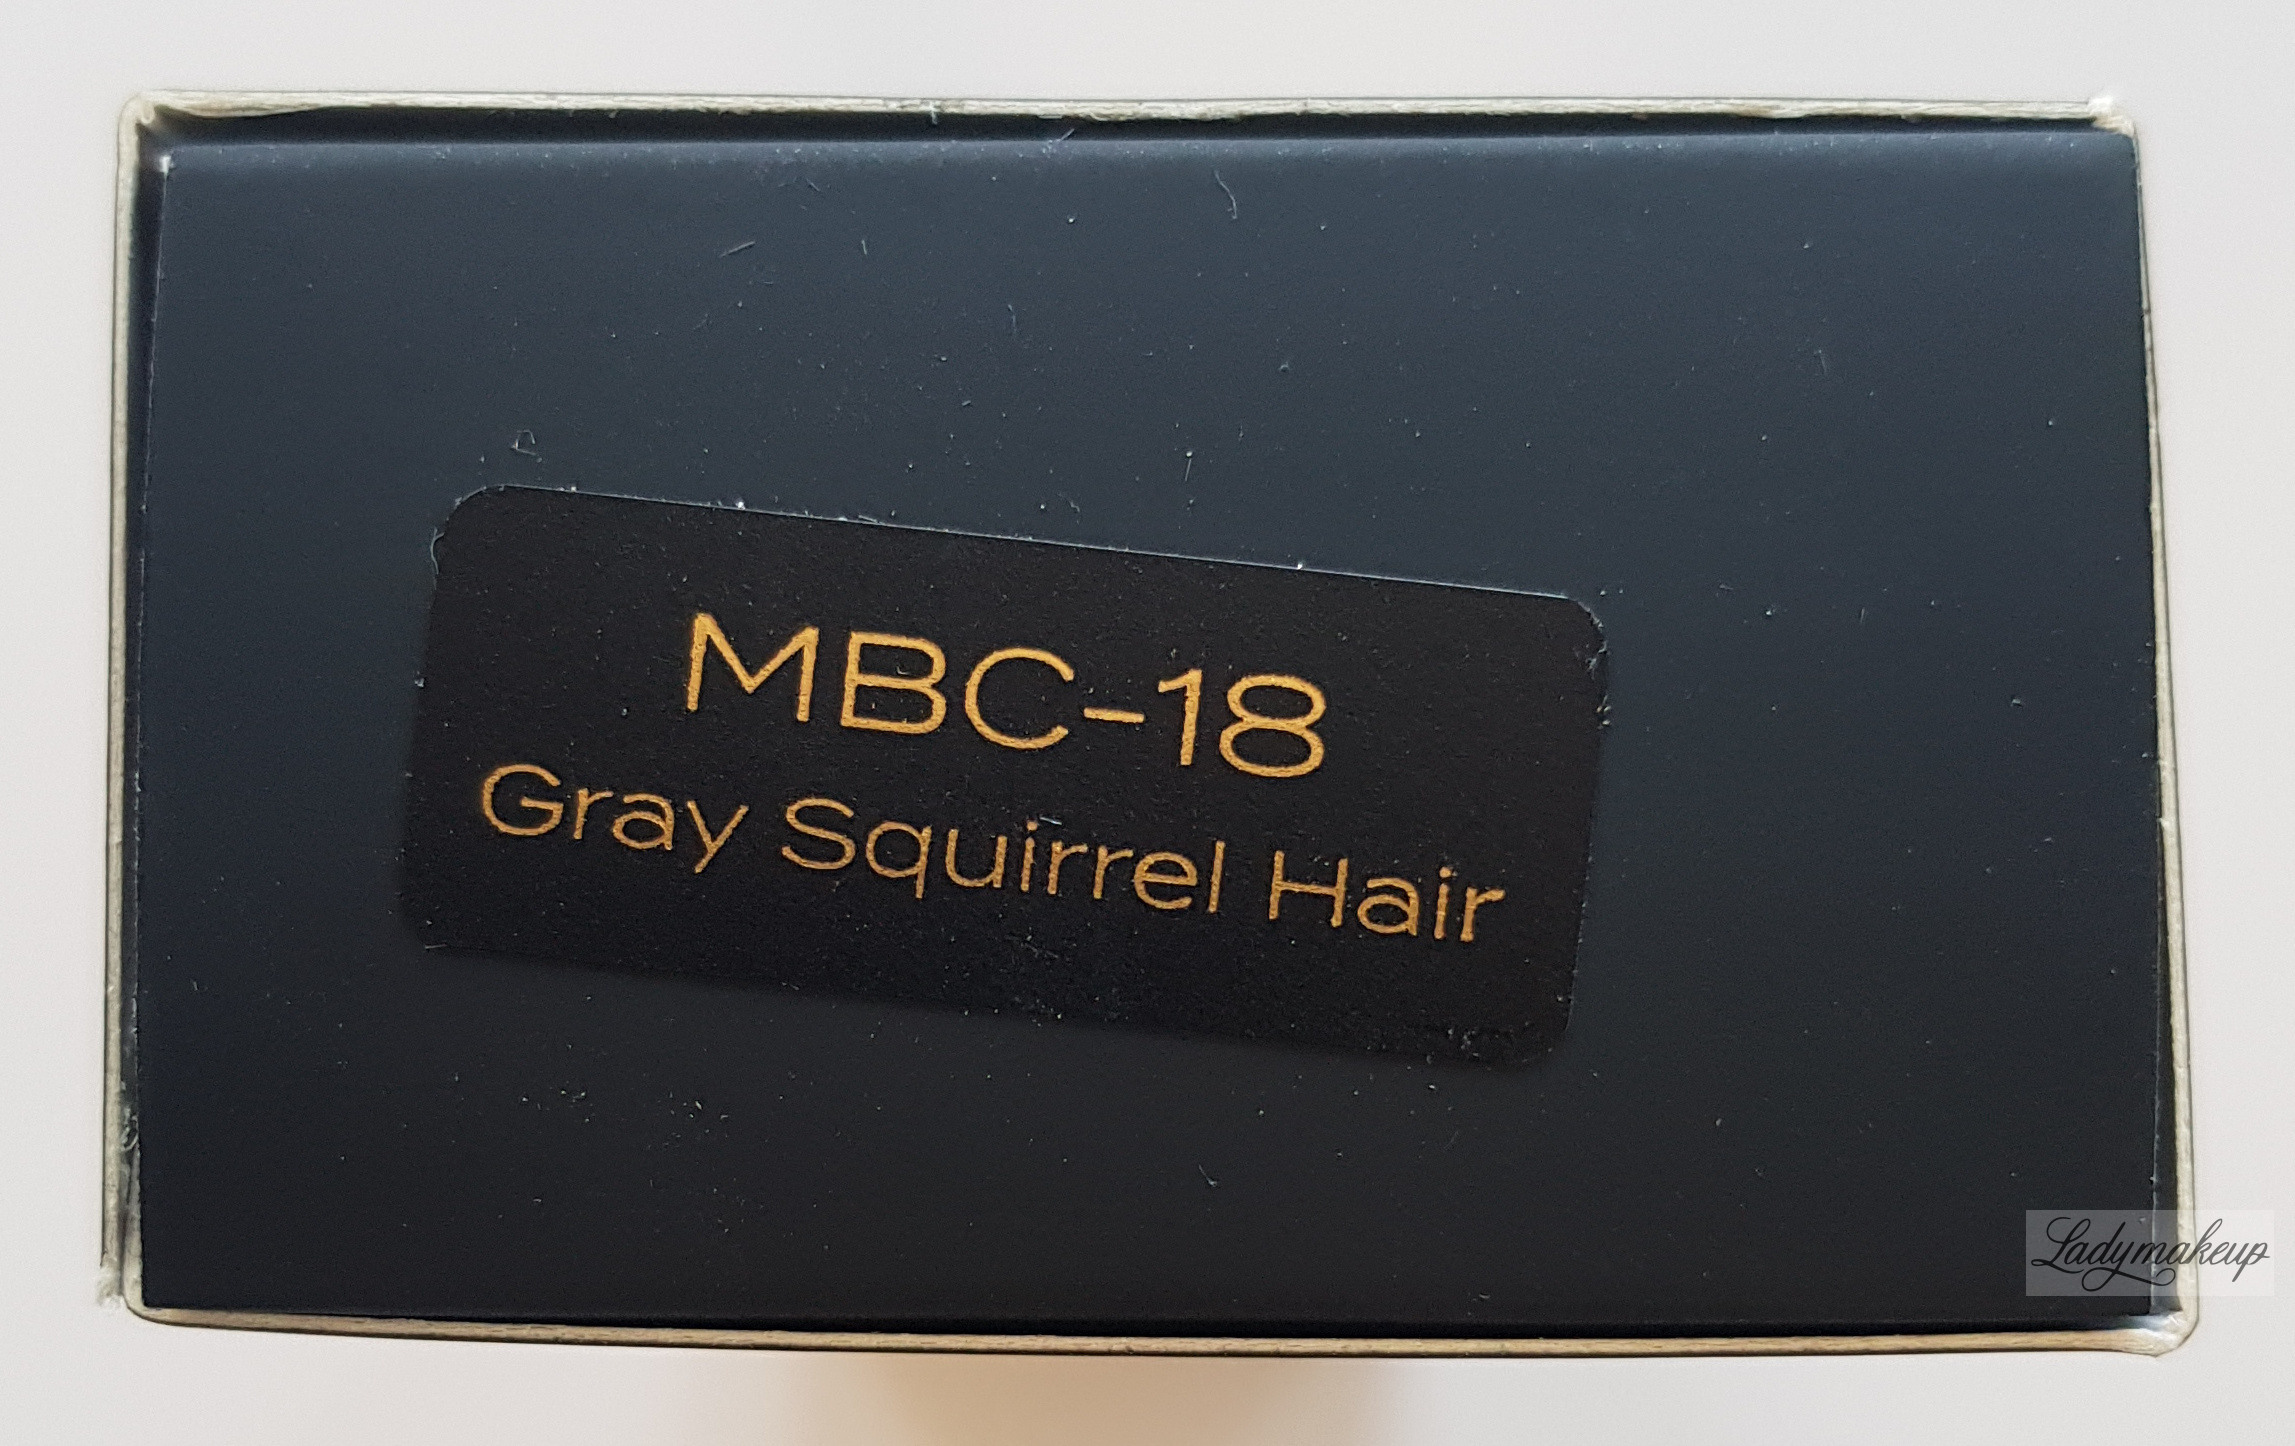 MBC-18
Gray Squirrel Hair
Ladymakeup